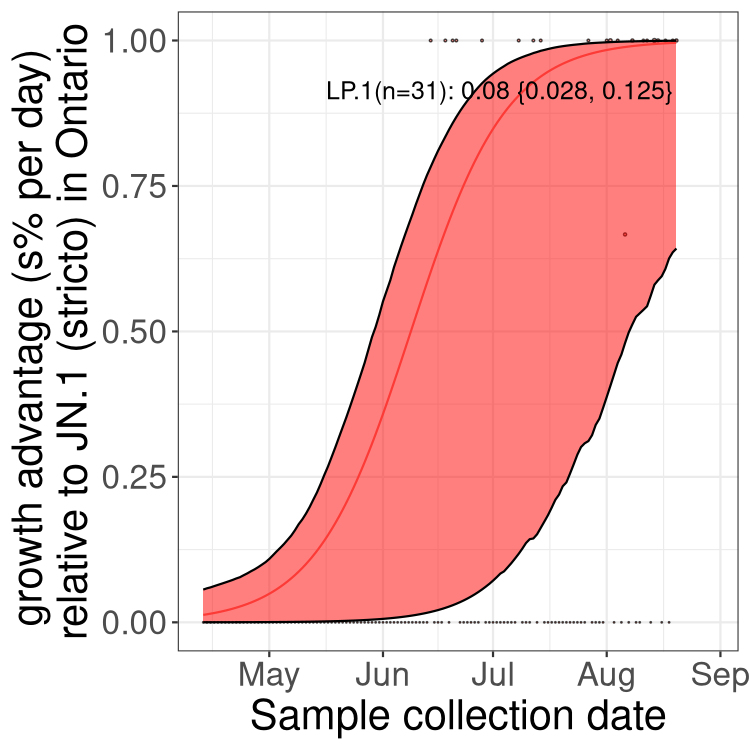 growth advantage (s% per day)
relative to JN.1 (stricto) in Ontario
1.00
0.75
0.50
0.25
0.00
LP.1(n=31): 0.08 {0.028, 0.125}
May Jun Jul Aug Sep
Sample collection date